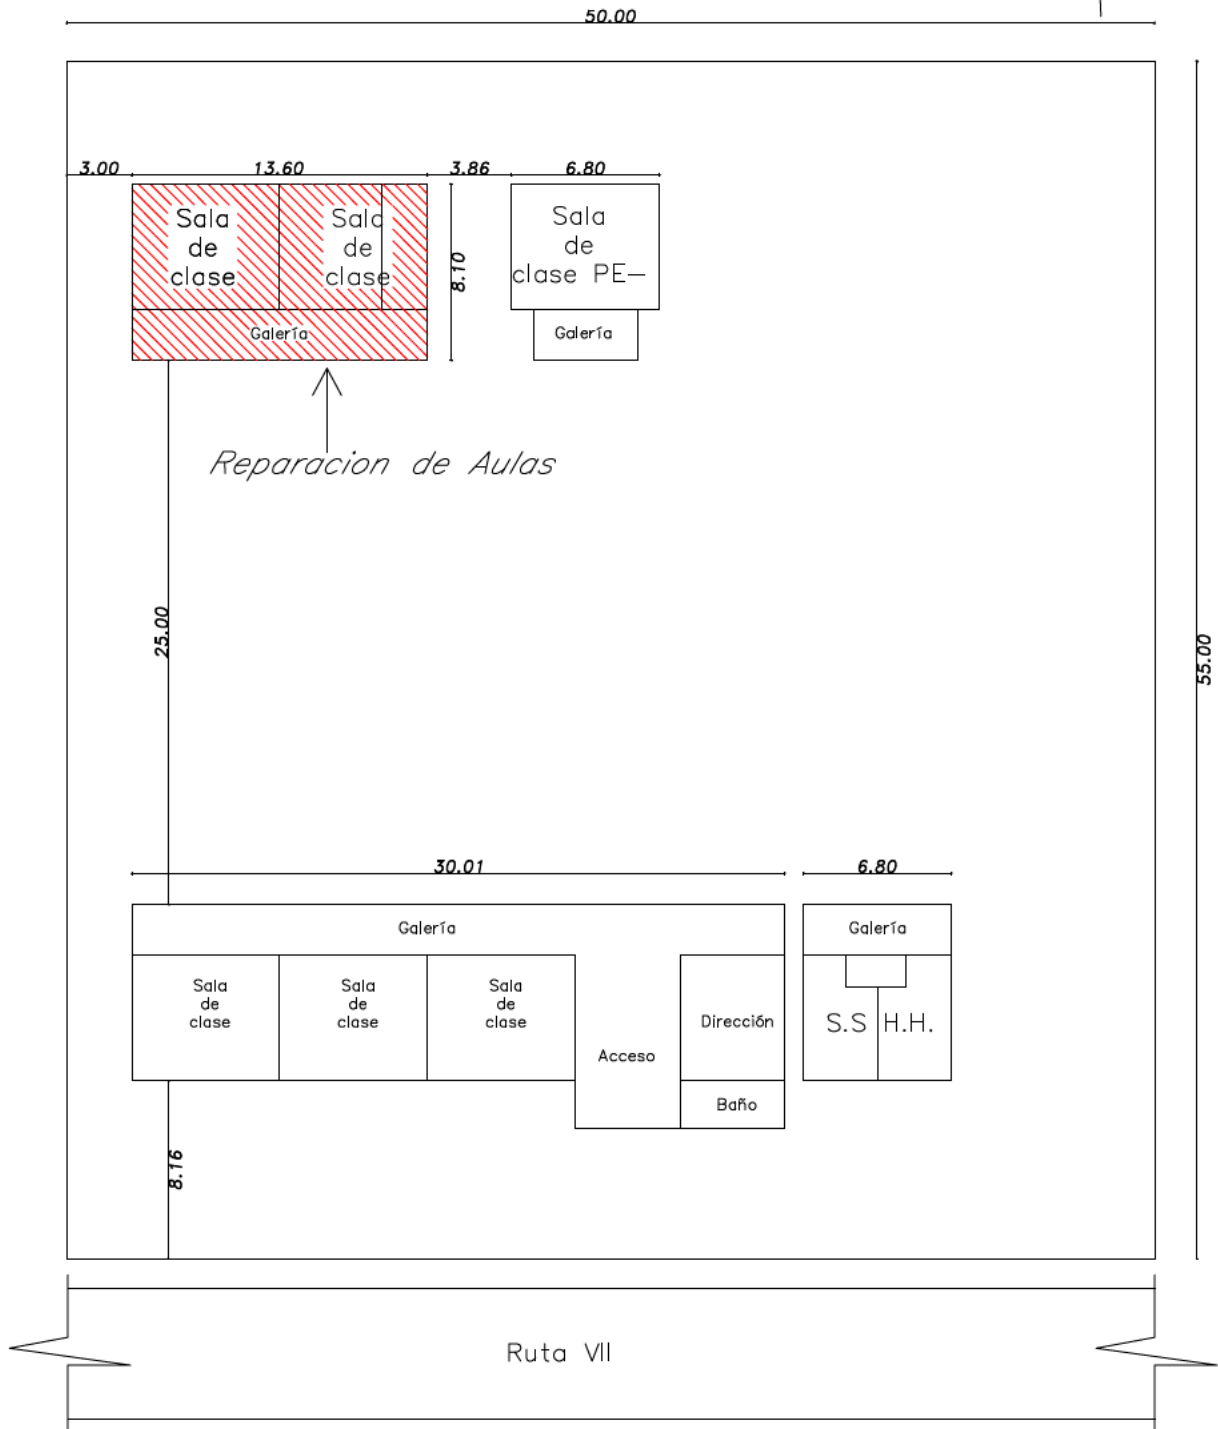 50.00
3.00
13.60
3.86
6.80
Sala
de
clase
Sala
de
clase
8.10
Sala
de
clase PE-
Galería
Galería
Reparacion de Aulas
25.00
55.00
30.01
6.80
Galería
Galería
Sala
de
clase
Sala
de
clase
Sala
de
clase
Acceso
Dirección
Baño
S.S H.H.
8.16
Ruta VII